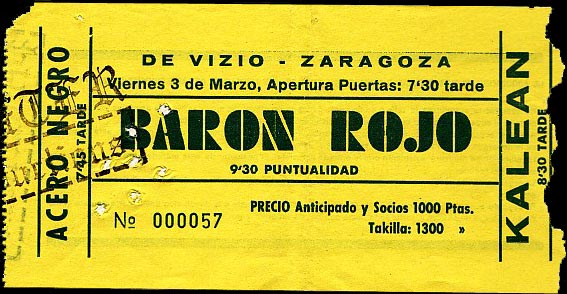 DE VIZIO - ZARAGOZA
Viernes 3 de Marzo, Apertura Puertas: 7'30 tarde
BARON ROJO
9'30 PUNTUALIDAD
Nº 000057
PRECIO Anticipado y Socios 1000 Ptas.
Takilla: 1300 »
ACERO NEGRO
7'45 TARDE
KALEAN
8'30 TARDE